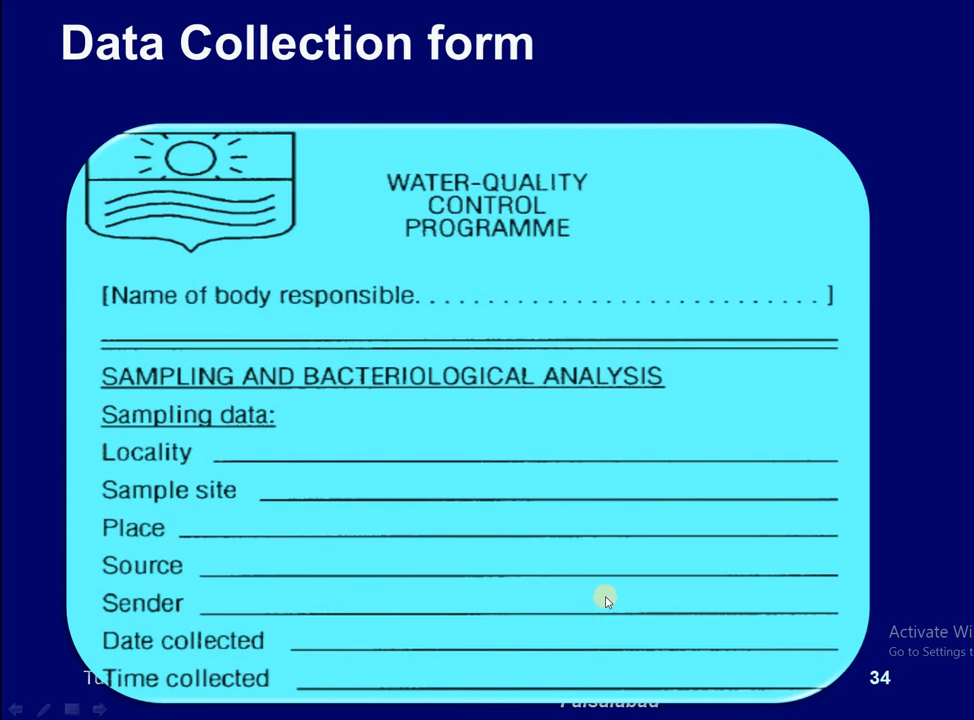 Data Collection form
WATER-QUALITY
CONTROL
PROGRAMME
[Name of body responsible. . . . . . . . . . . . . . . . . . . . . . . . . . . . ]
SAMPLING AND BACTERIOLOGICAL ANALYSIS
Sampling data:
Locality
Sample site
Place
Source
Sender
Date collected
Time collected
Activate Wi
Go to Settings t
34
Faisalabad